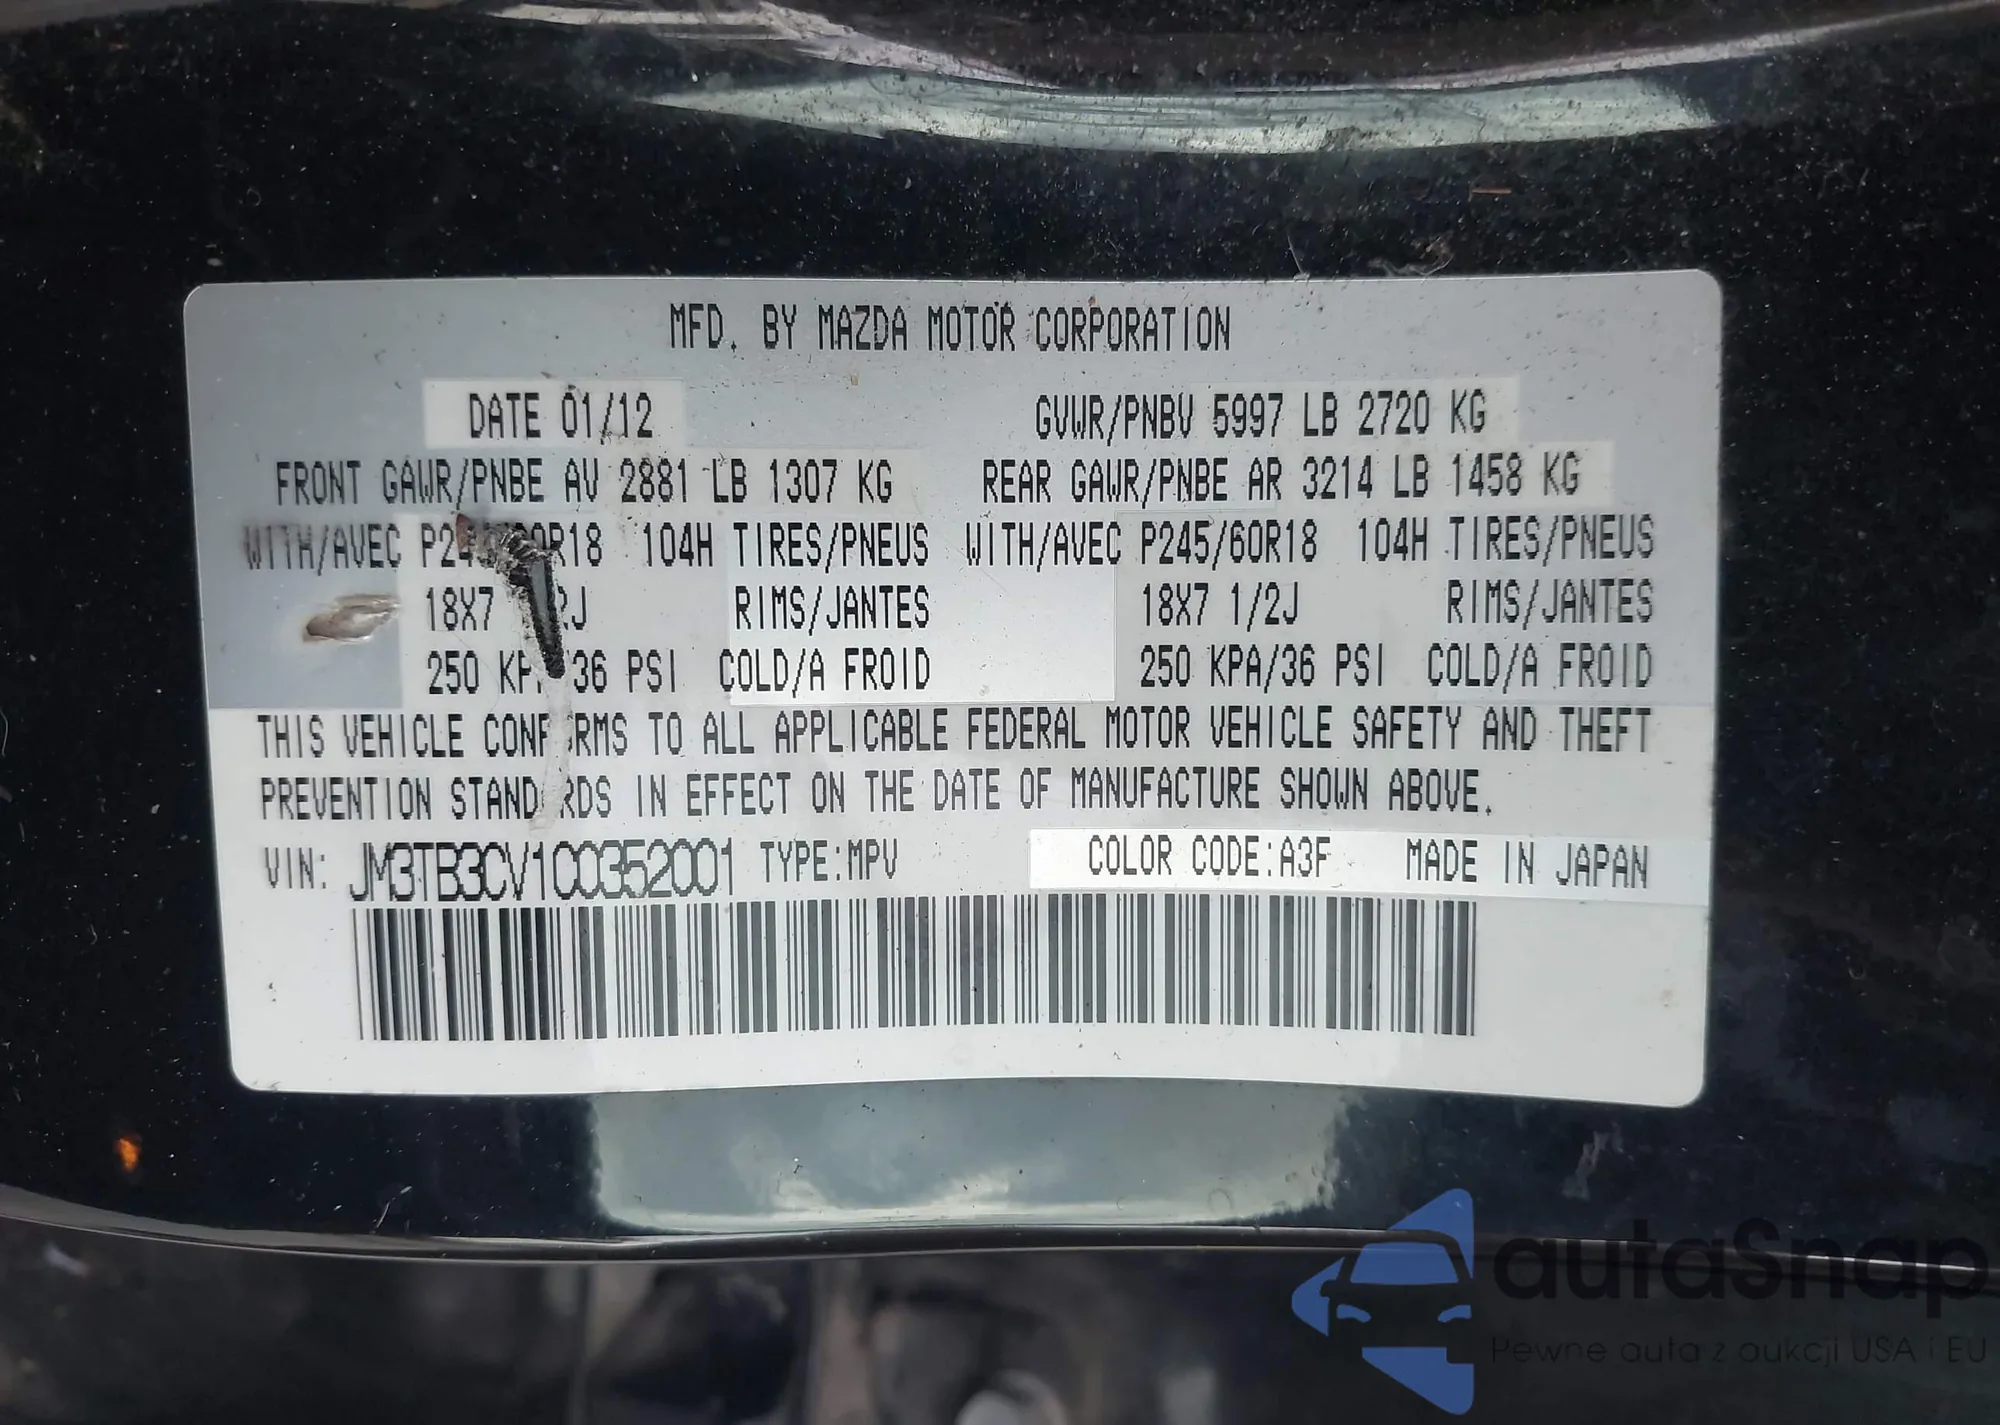 MFD. BY MAZDA MOTOR CORPORATION
DATE 01/12 GVWR/PNBV 5997 LB 2720 KG
FRONT GAWR/PNBE AV 2881 LB 1307 KG REAR GAWR/PNBE AR 3214 LB 1458 KG
WITH/AVEC 104H TIRES/PNEUS WITH/AVEC P245/60R18 104H TIRES/PNEUS
18X7 RIMS/JANTES 18X7 1/2J RIMS/JANTES
250 36 PSI COLD/A FROID 250 KPA/36 PSI COLD/A FROID
THIS VEHICLE CONFORMS TO ALL APPLICABLE FEDERAL MOTOR VEHICLE SAFETY AND THEFT
PREVENTION STANDARDS IN EFFECT ON THE DATE OF MANUFACTURE SHOWN ABOVE.
VIN: JM3TB3CV1C0352001 TYPE:MPV COLOR CODE:A3F MADE IN JAPAN
autaSnap
Pewne auta z aukcji USA i EU